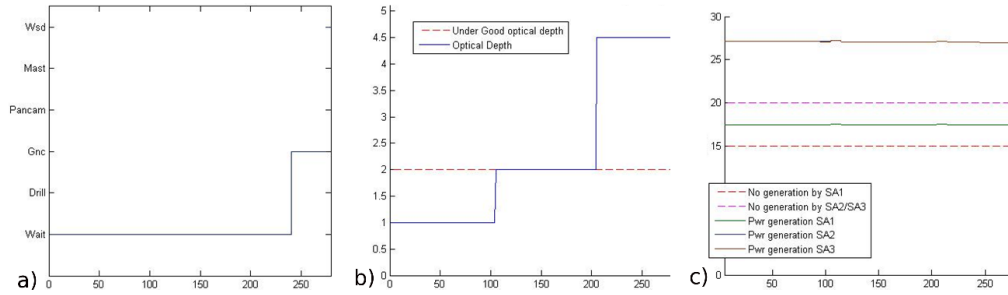 Wsd
Mast
Pancam
Gnc
Drill
Wait
0 50 100 150 200 250
a)
5
4.5
4
3.5
3
2.5
2
1.5
1
0.5
0
0 50 100 150 200 250
Under Good optical depth
Optical Depth
b)
30
25
20
15
50 100 150 200 250
No generation by SA1
No generation by SA2/SA3
Pwr generation SA1
Pwr generation SA2
Pwr generation SA3
c)